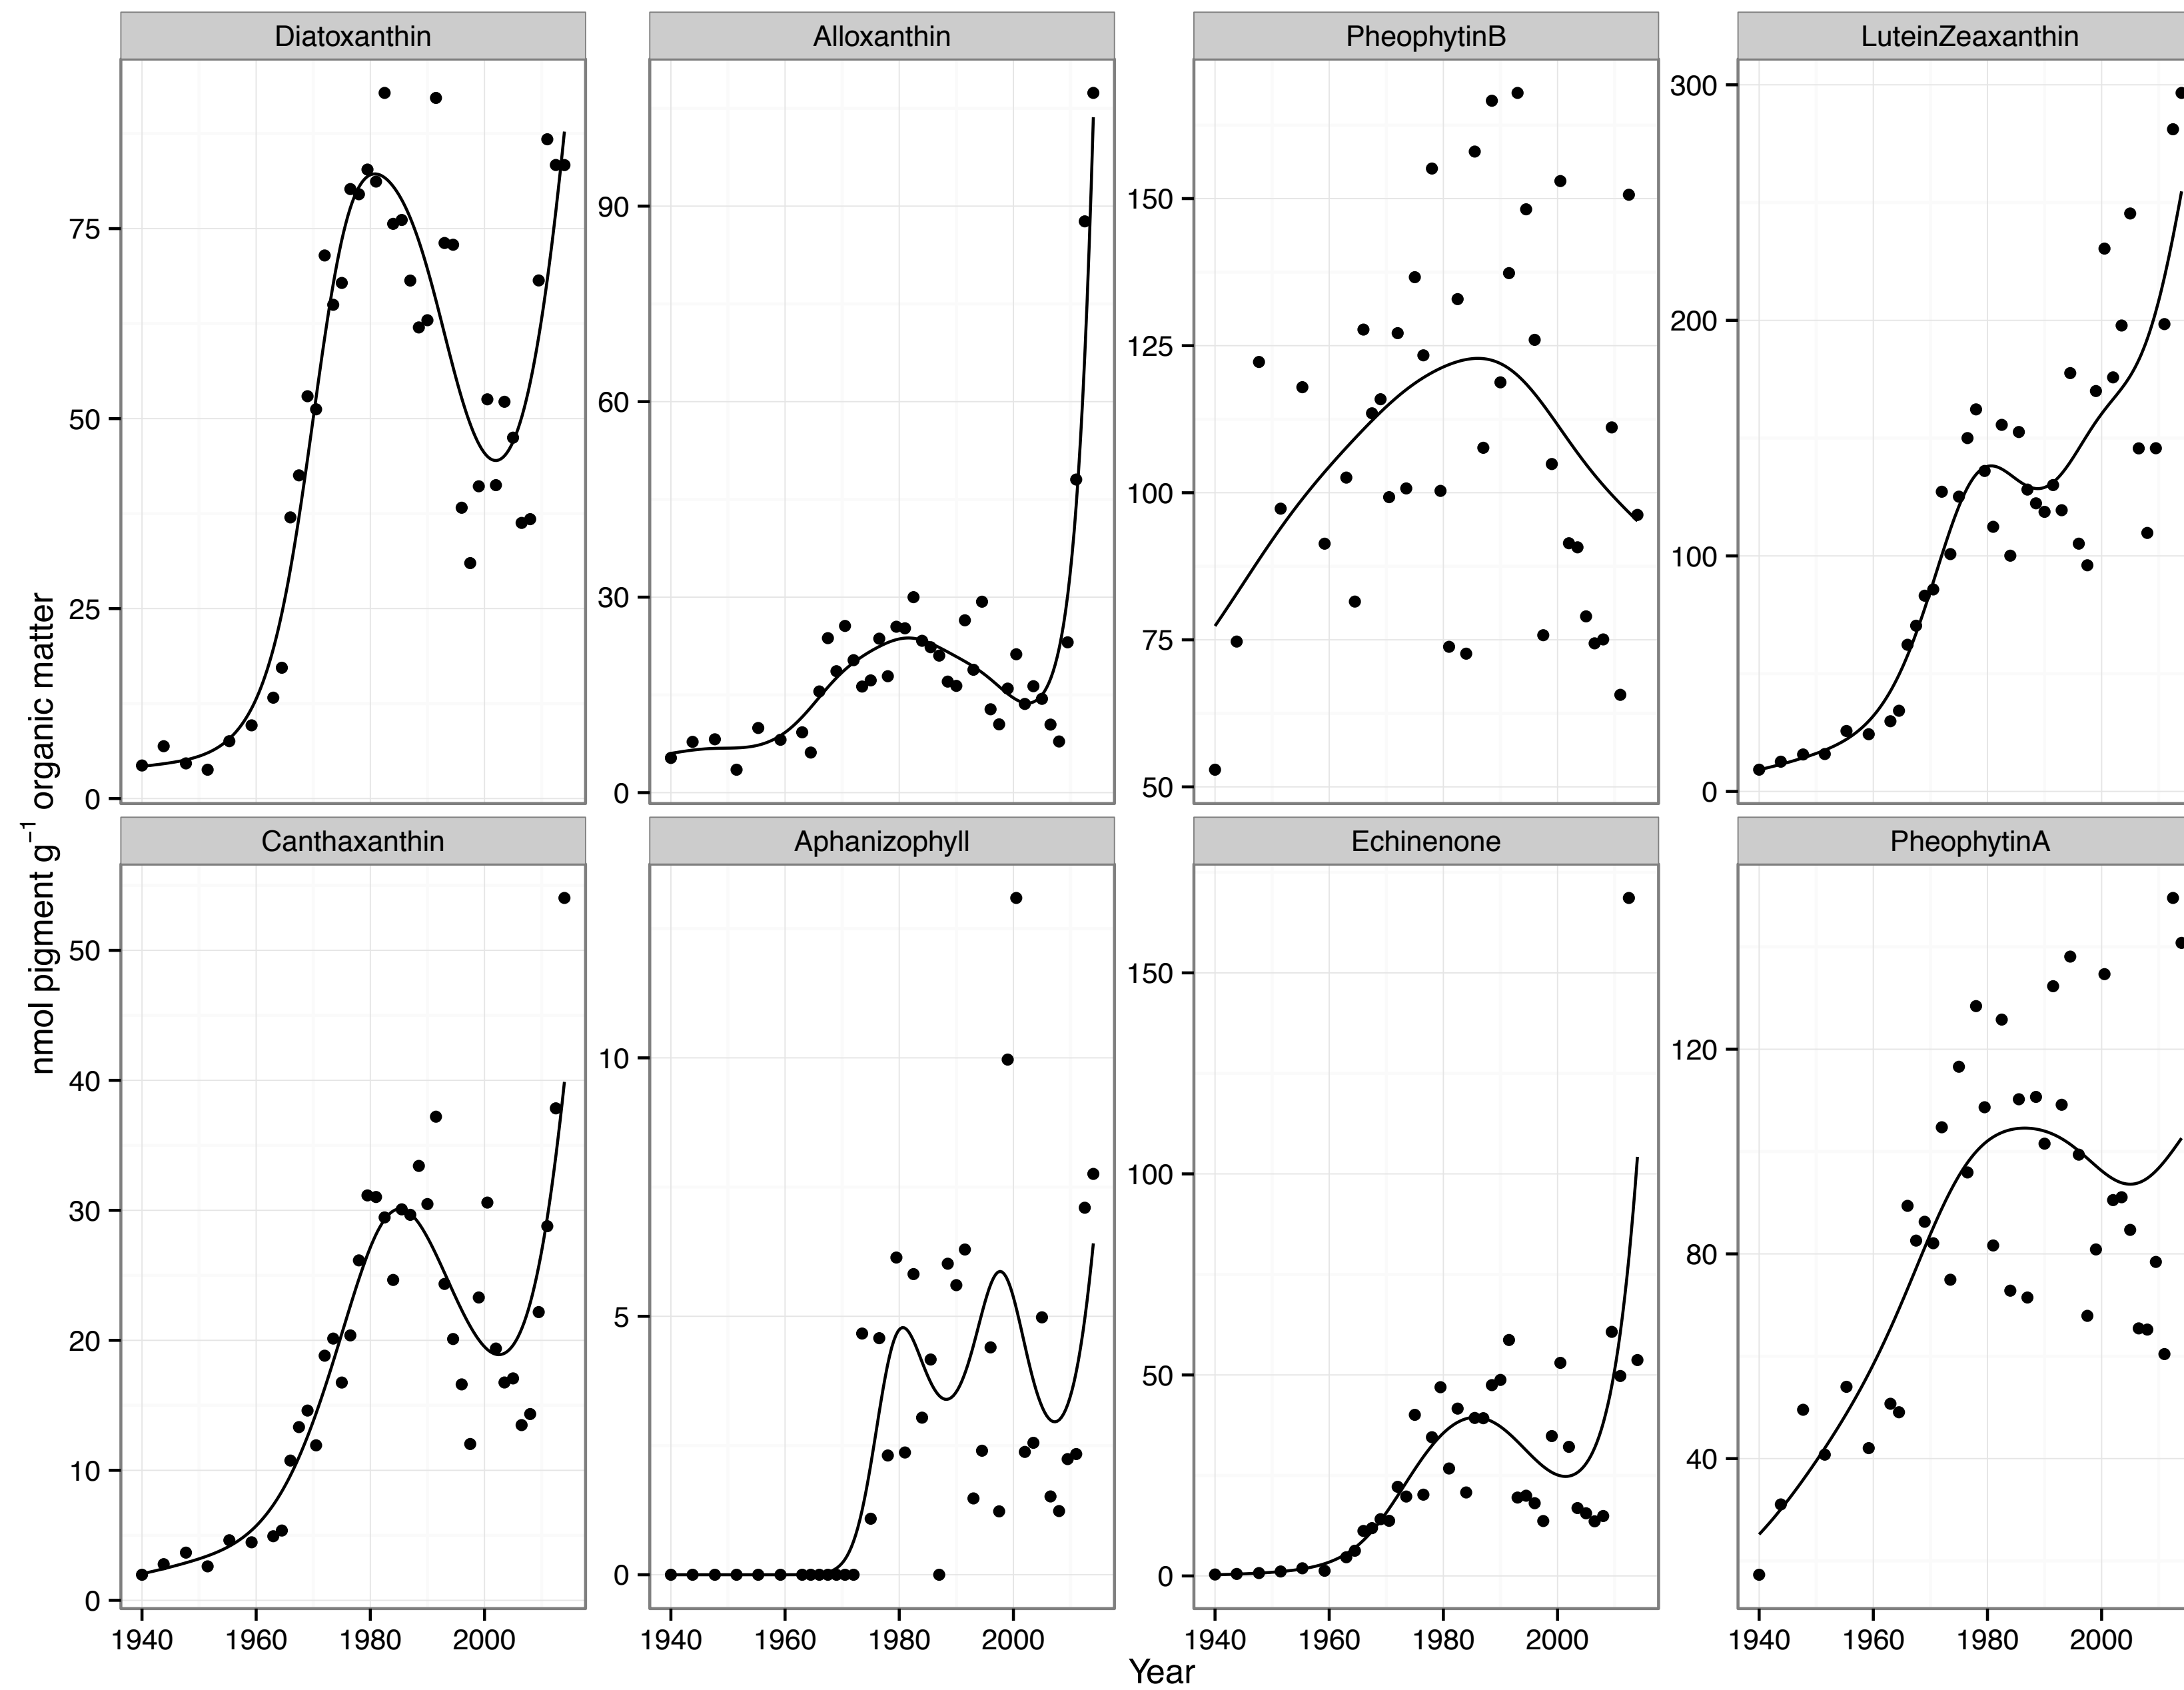 Diatoxanthin
Alloxanthin
PheophytinB
LuteinZeaxanthin
75
50
25
0
90
60
30
0
150
125
100
75
50
300
200
100
0
Canthaxanthin
Aphanizophyll
Echinenone
PheophytinA
50
40
30
20
10
0
10
5
0
150
100
50
0
120
80
40
1940 1960 1980 2000
1940 1960 1980 2000
1940 1960 1980 2000
1940 1960 1980 2000
Year
nmol pigment g⁻¹ organic matter